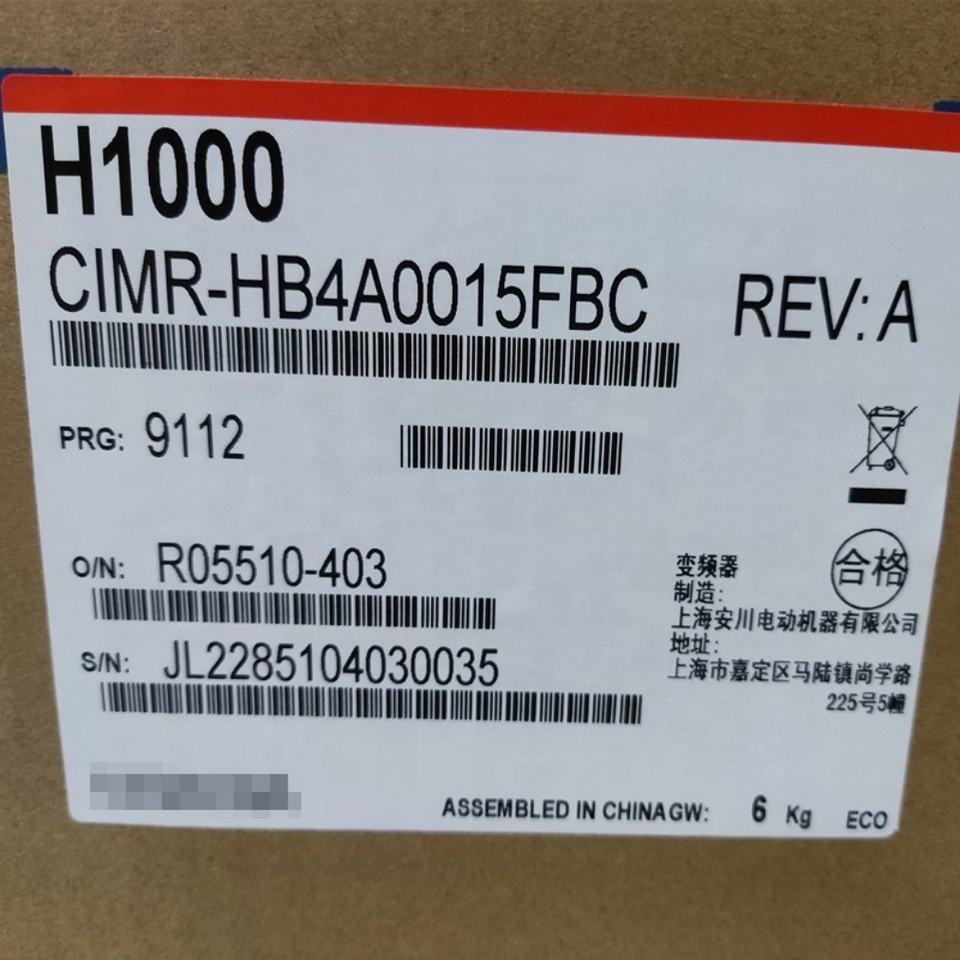 H1000
CIMR-HB4A0015FBC REV: A
PRG: 9112
O/N: R05510-403
S/N: JL2285104030035
合格
变频器
制造:
上海安川电动机器有限公司
地址:
上海市嘉定区马陆镇尚学路
225号5幢
ASSEMBLED IN CHINA GW: 6 Kg ECO